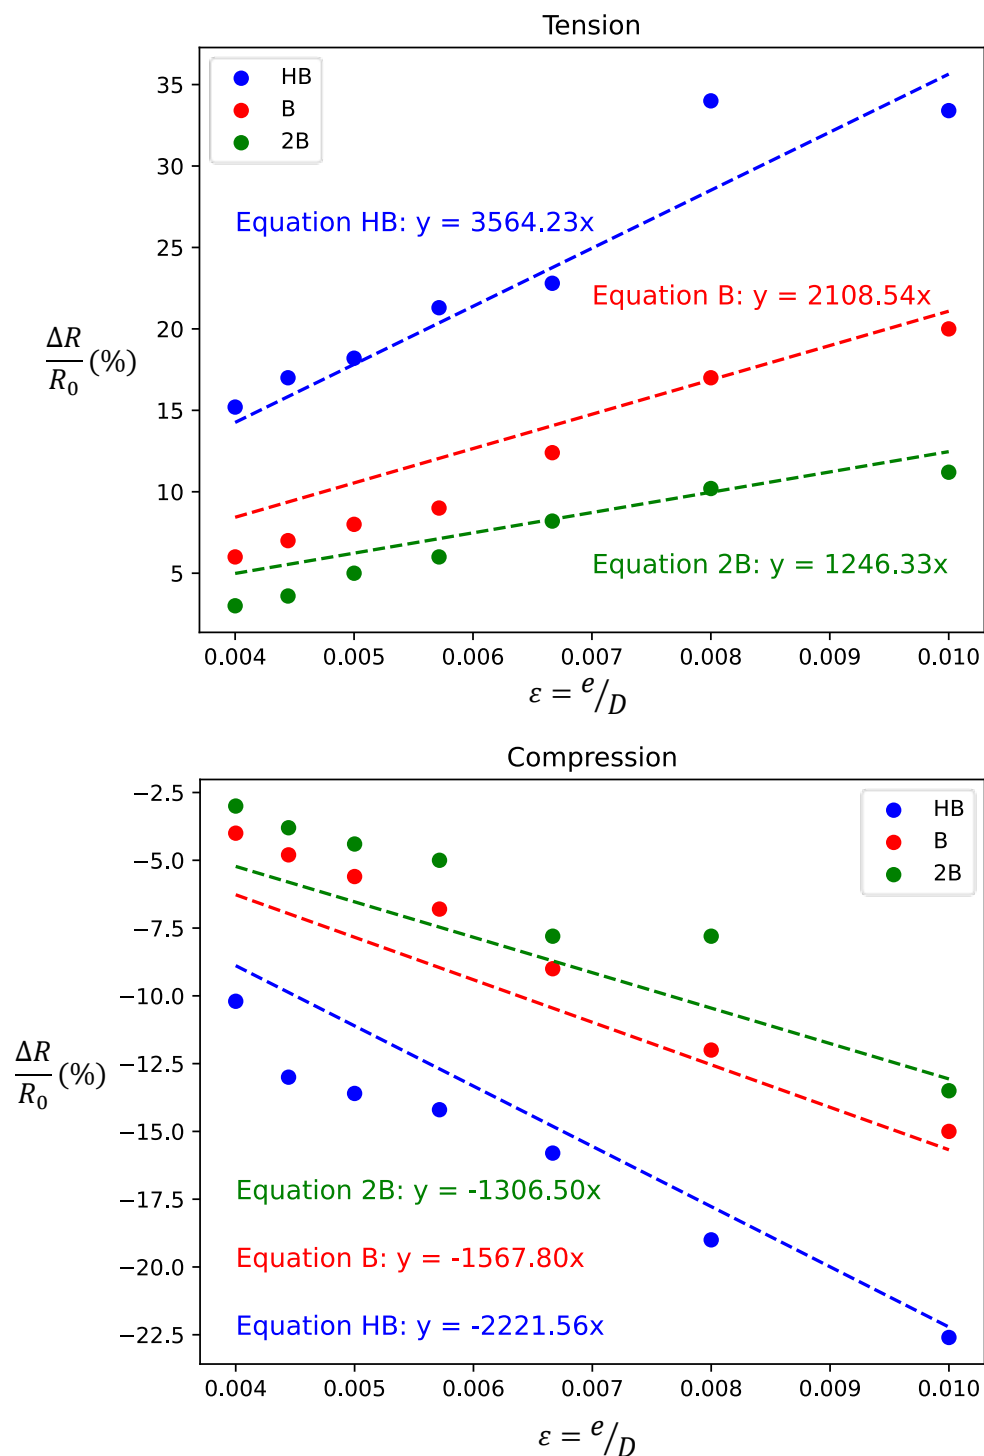 Tension
HB
B
2B
35
30
25
20
15
10
5
Equation HB: y = 3564.23x
Equation B: y = 2108.54x
Equation 2B: y = 1246.33x
ΔR
R₀ (%)
0.004 0.005 0.006 0.007 0.008 0.009 0.010
ε = e/D
Compression
HB
B
2B
−2.5
−5.0
−7.5
−10.0
−12.5
−15.0
−17.5
−20.0
−22.5
ΔR
R₀ (%)
Equation 2B: y = -1306.50x
Equation B: y = -1567.80x
Equation HB: y = -2221.56x
0.004 0.005 0.006 0.007 0.008 0.009 0.010
ε = e/D